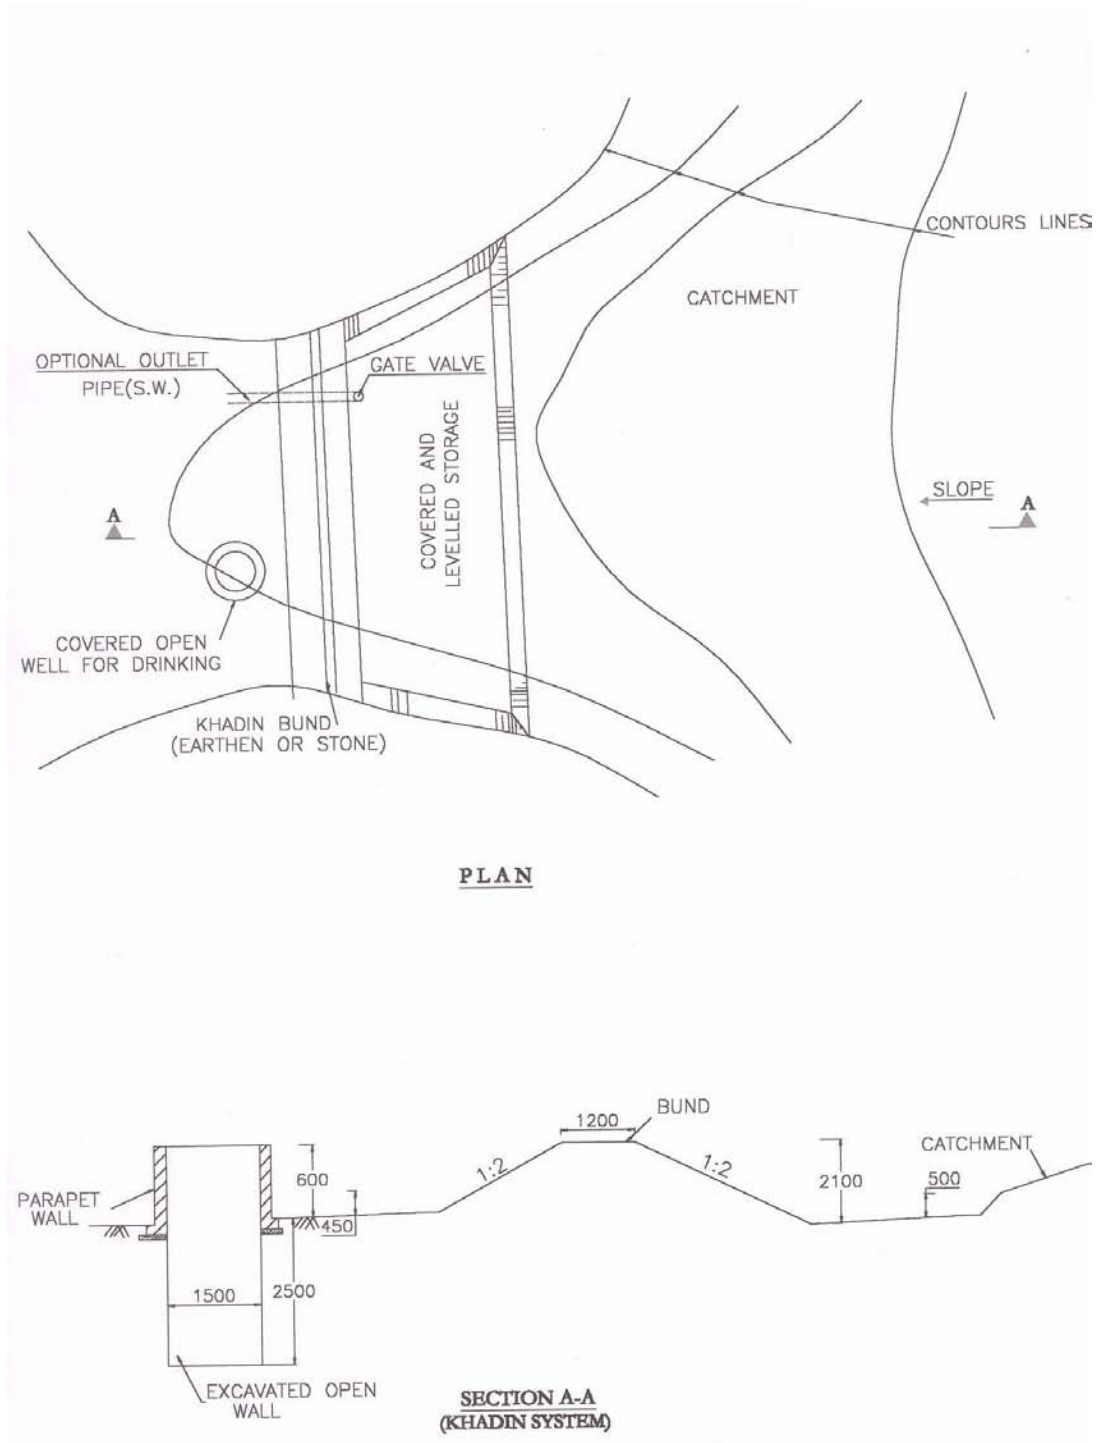 CONTOURS LINES
CATCHMENT
OPTIONAL OUTLET
PIPE(S.W.)
GATE VALVE
COVERED AND
LEVELLED STORAGE
SLOPE
A
A
COVERED OPEN
WELL FOR DRINKING
KHADIN BUND
(EARTHEN OR STONE)
PLAN
BUND
1200
CATCHMENT
1:2
1:2
600
2100
500
PARAPET
WALL
450
1500
2500
EXCAVATED OPEN
WALL
SECTION A-A
(KHADIN SYSTEM)